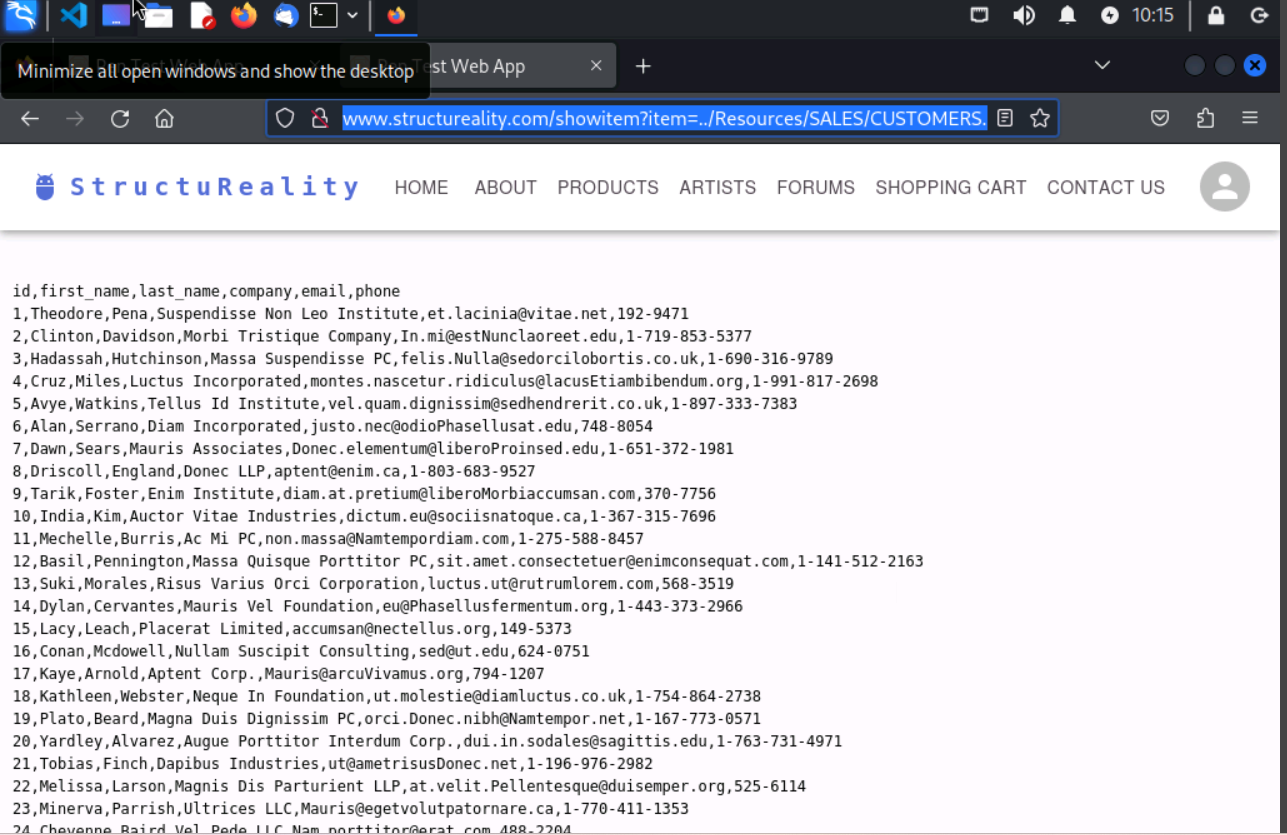 10:15
Minimize all open windows and show the desktop
Test Web App
www.structureality.com/showitem?item=../Resources/SALES/CUSTOMERS.
StructuReality HOME ABOUT PRODUCTS ARTISTS FORUMS SHOPPING CART CONTACT US
id,first_name,last_name,company,email,phone
1,Theodore,Pena,Suspendisse Non Leo Institute,et.lacinia@vitae.net,192-9471
2,Clinton,Davidson,Morbi Tristique Company,In.mi@estNunclaoreet.edu,1-719-853-5377
3,Hadassah,Hutchinson,Massa Suspendisse PC,felis.Nulla@sedorcilobortis.co.uk,1-690-316-9789
4,Cruz,Miles,Luctus Incorporated,montes.nascetur.ridiculus@lacusEtiambibendum.org,1-991-817-2698
5,Avye,Watkins,Tellus Id Institute,vel.quam.dignissim@sedhendrerit.co.uk,1-897-333-7383
6,Alan,Serrano,Diam Incorporated,justo.nec@odioPhasellusat.edu,748-8054
7,Dawn,Sears,Mauris Associates,Donec.elementum@liberoProinsed.edu,1-651-372-1981
8,Driscoll,England,Donec LLP,aptent@enim.ca,1-803-683-9527
9,Tarik,Foster,Enim Institute,diam.at.pretium@liberoMorbiaccumsan.com,370-7756
10,India,Kim,Auctor Vitae Industries,dictum.eu@sociisnatoque.ca,1-367-315-7696
11,Mechelle,Burris,Ac Mi PC,non.massa@Namtempordiam.com,1-275-588-8457
12,Basil,Pennington,Massa Quisque Porttitor PC,sit.amet.consectetuer@enimconsequat.com,1-141-512-2163
13,Suki,Morales,Risus Varius Orci Corporation,luctus.ut@rutrumlorem.com,568-3519
14,Dylan,Cervantes,Mauris Vel Foundation,eu@Phasellusfermentum.org,1-443-373-2966
15,Lacy,Leach,Placerat Limited,accumsan@nectellus.org,149-5373
16,Conan,Mcdowell,Nullam Suscipit Consulting,sed@ut.edu,624-0751
17,Kaye,Arnold,Aptent Corp.,Mauris@arcuVivamus.org,794-1207
18,Kathleen,Webster,Neque In Foundation,ut.molestie@diamluctus.co.uk,1-754-864-2738
19,Plato,Beard,Magna Duis Dignissim PC,orci.Donec.nibh@Namtempor.net,1-167-773-0571
20,Yardley,Alvarez,Augue Porttitor Interdum Corp.,dui.in.sodales@sagittis.edu,1-763-731-4971
21,Tobias,Finch,Dapibus Industries,ut@ametrisusDonec.net,1-196-976-2982
22,Melissa,Larson,Magnis Dis Parturient LLP,at.velit.Pellentesque@duisemper.org,525-6114
23,Minerva,Parrish,Ultrices LLC,Mauris@egetvolutpatornare.ca,1-770-411-1353
24,Cheyenne,Baird,Vel Pede LLC,Nam.porttitor@erat.com,488-2204